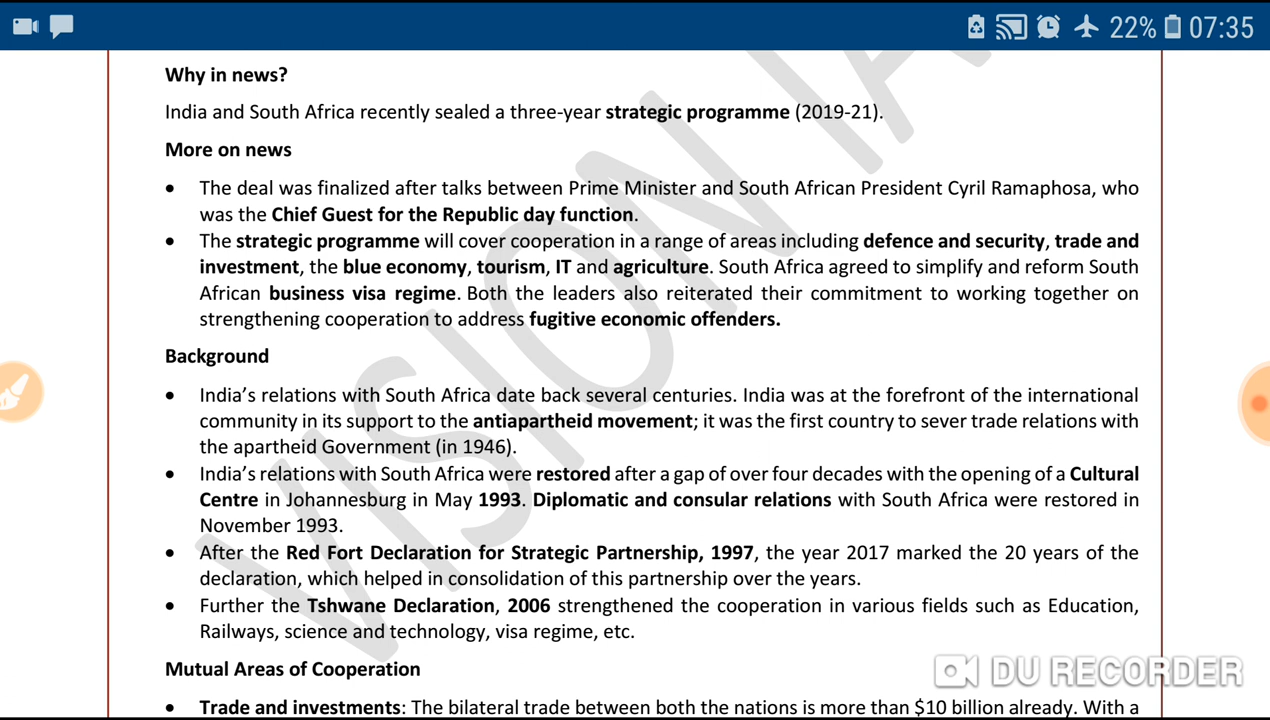 22% 07:35
Why in news?
India and South Africa recently sealed a three-year strategic programme (2019-21).
More on news
• The deal was finalized after talks between Prime Minister and South African President Cyril Ramaphosa, who
was the Chief Guest for the Republic day function.
• The strategic programme will cover cooperation in a range of areas including defence and security, trade and
investment, the blue economy, tourism, IT and agriculture. South Africa agreed to simplify and reform South
African business visa regime. Both the leaders also reiterated their commitment to working together on
strengthening cooperation to address fugitive economic offenders.
Background
• India’s relations with South Africa date back several centuries. India was at the forefront of the international
community in its support to the antiapartheid movement; it was the first country to sever trade relations with
the apartheid Government (in 1946).
• India’s relations with South Africa were restored after a gap of over four decades with the opening of a Cultural
Centre in Johannesburg in May 1993. Diplomatic and consular relations with South Africa were restored in
November 1993.
• After the Red Fort Declaration for Strategic Partnership, 1997, the year 2017 marked the 20 years of the
declaration, which helped in consolidation of this partnership over the years.
• Further the Tshwane Declaration, 2006 strengthened the cooperation in various fields such as Education,
Railways, science and technology, visa regime, etc.
Mutual Areas of Cooperation
• Trade and investments: The bilateral trade between both the nations is more than $10 billion already. With a
VISION IA
DU RECORDER